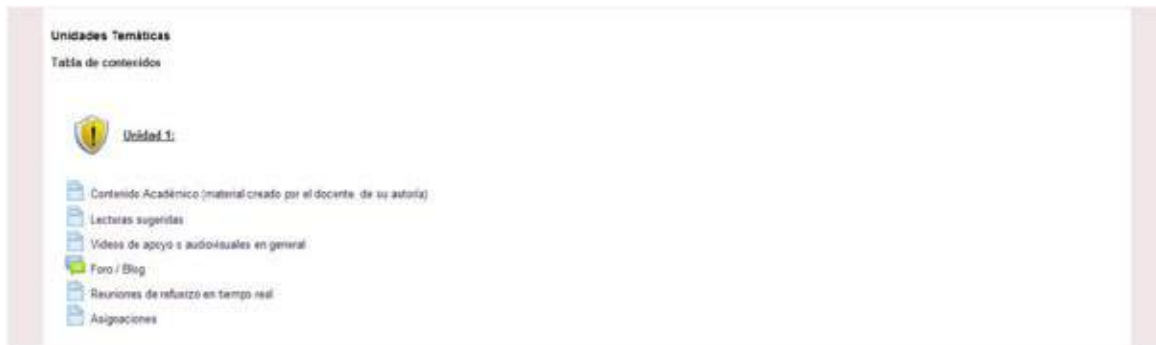 Unidades Temáticas
Tabla de contenidos
Unidad 1:
Contenido Académico (material creado por el docente de su autoría)
Lecturas sugeridas
Videos de apoyo o audiovisuales en general
Foro / Blog
Reuniones de refuerzo en tiempo real
Asignaciones